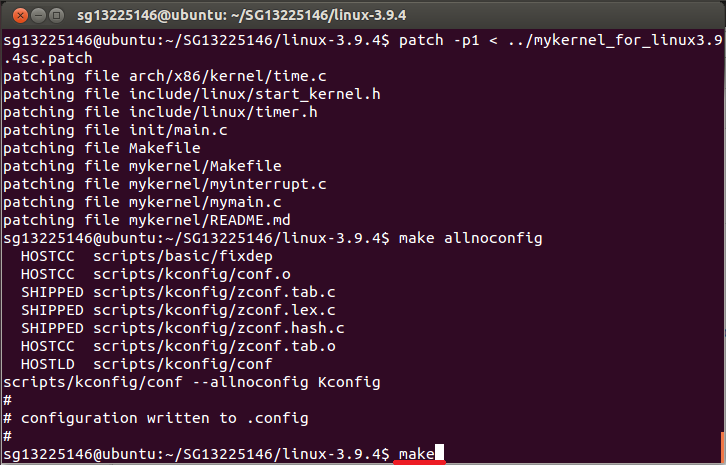 sg13225146@ubuntu: ~/SG13225146/linux-3.9.4
sg13225146@ubuntu:~/SG13225146/linux-3.9.4$ patch -p1 < ../mykernel_for_linux3.9
.4sc.patch
patching file arch/x86/kernel/time.c
patching file include/linux/start_kernel.h
patching file include/linux/timer.h
patching file init/main.c
patching file Makefile
patching file mykernel/Makefile
patching file mykernel/myinterrupt.c
patching file mykernel/mymain.c
patching file mykernel/README.md
sg13225146@ubuntu:~/SG13225146/linux-3.9.4$ make allnoconfig
  HOSTCC  scripts/basic/fixdep
  HOSTCC  scripts/kconfig/conf.o
  SHIPPED scripts/kconfig/zconf.tab.c
  SHIPPED scripts/kconfig/zconf.lex.c
  SHIPPED scripts/kconfig/zconf.hash.c
  HOSTCC  scripts/kconfig/zconf.tab.o
  HOSTLD  scripts/kconfig/conf
scripts/kconfig/conf --allnoconfig Kconfig
#
# configuration written to .config
#
sg13225146@ubuntu:~/SG13225146/linux-3.9.4$ make